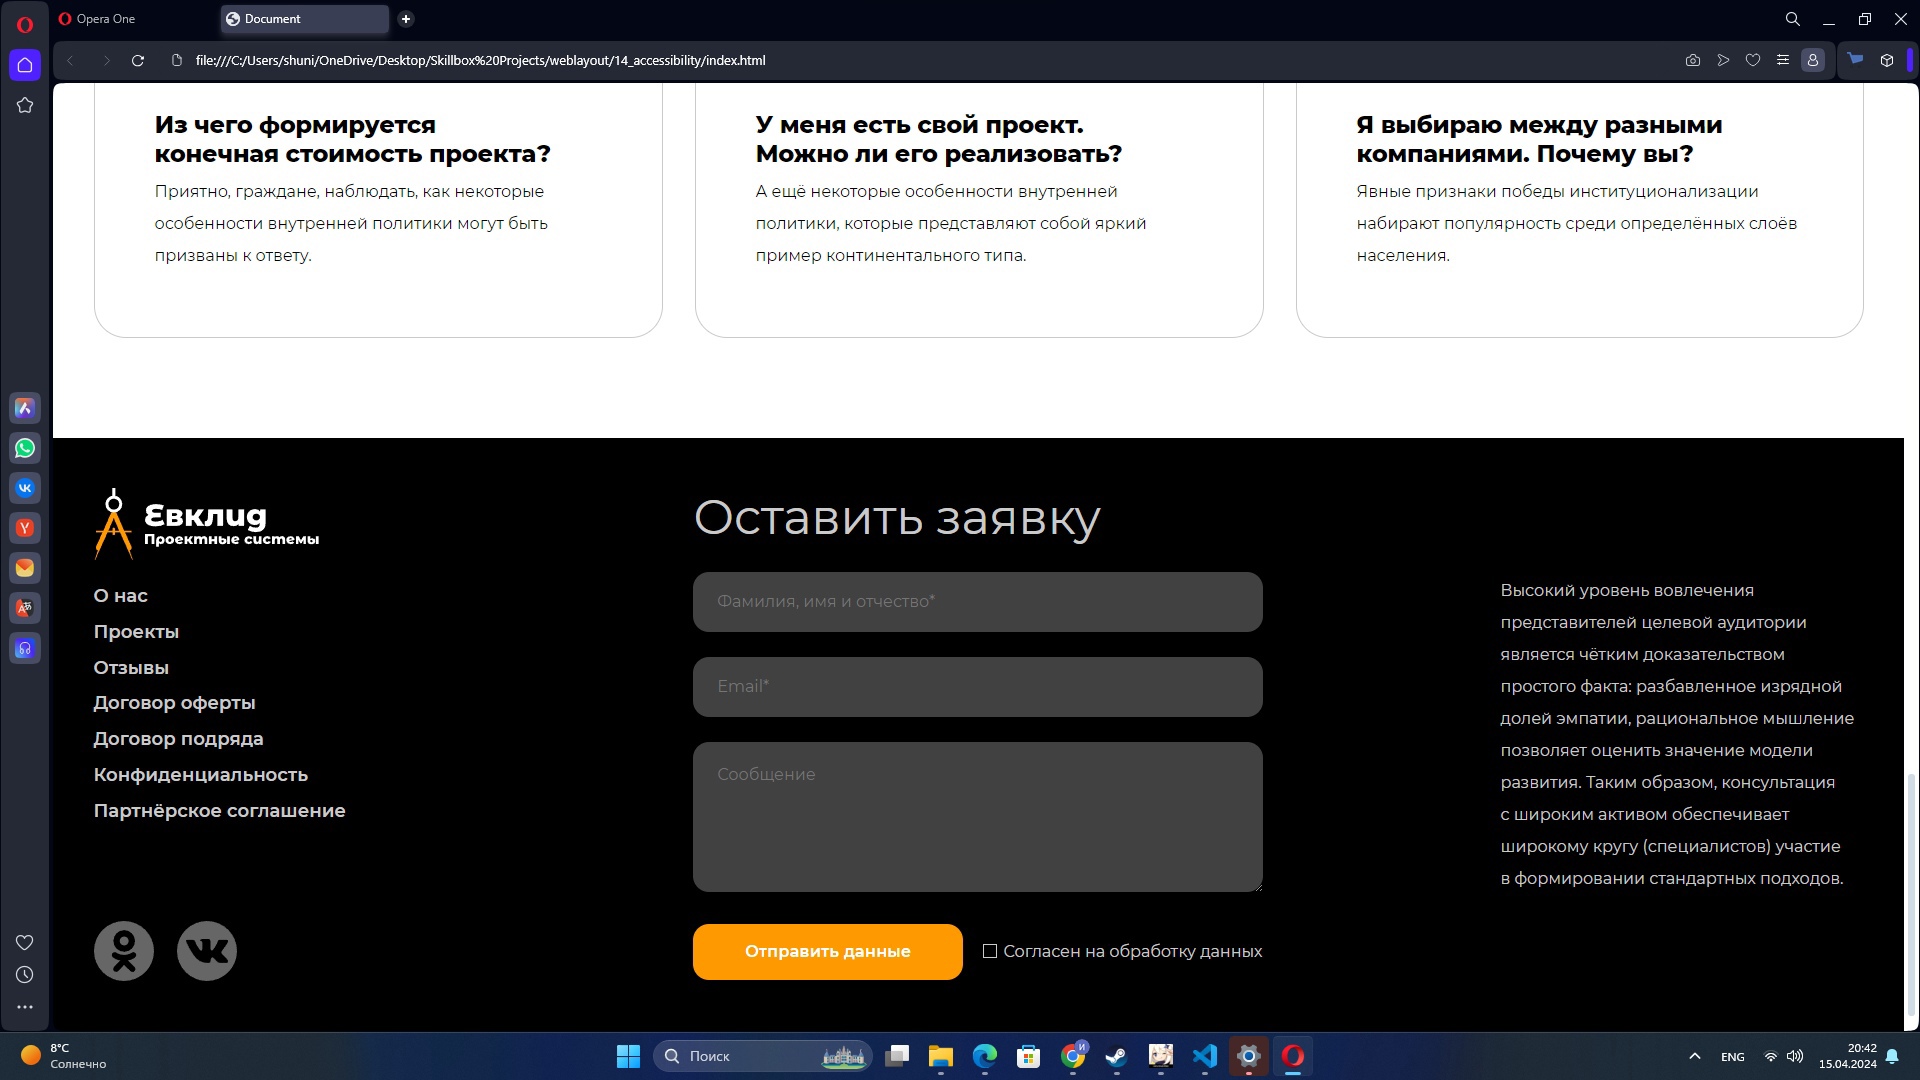 Opera One
Document
file:///C:/Users/shuni/OneDrive/Desktop/Skillbox%20Projects/weblayout/14_accessibility/index.html
Из чего формируется
конечная стоимость проекта?
Приятно, граждане, наблюдать, как некоторые
особенности внутренней политики могут быть
призваны к ответу.
У меня есть свой проект.
Можно ли его реализовать?
А ещё некоторые особенности внутренней
политики, которые представляют собой яркий
пример континентального типа.
Я выбираю между разными
компаниями. Почему вы?
Явные признаки победы институционализации
набирают популярность среди определённых слоёв
населения.
Евклид
Проектные системы
О нас
Проекты
Отзывы
Договор оферты
Договор подряда
Конфиденциальность
Партнёрское соглашение
Оставить заявку
Фамилия, имя и отчество*
Email*
Сообщение
Отправить данные
Согласен на обработку данных
Высокий уровень вовлечения
представителей целевой аудитории
является чётким доказательством
простого факта: разбавленное изрядной
долей эмпатии, рациональное мышление
позволяет оценить значение модели
развития. Таким образом, консультация
с широким активом обеспечивает
широкому кругу (специалистов) участие
в формировании стандартных подходов.
8°C
Солнечно
Поиск
ENG
20:42
15.04.2024